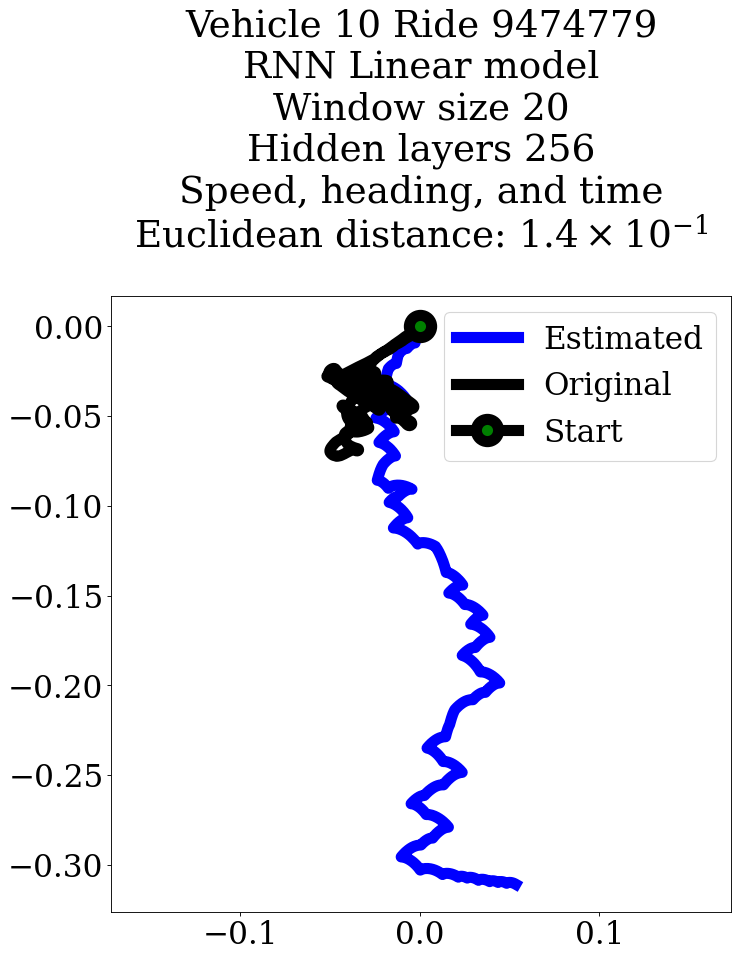 Vehicle 10 Ride 9474779
RNN Linear model
Window size 20
Hidden layers 256
Speed, heading, and time
Euclidean distance: 1.4 × 10⁻¹
0.00
−0.05
−0.10
−0.15
−0.20
−0.25
−0.30
−0.1
0.0
0.1
Estimated
Original
Start